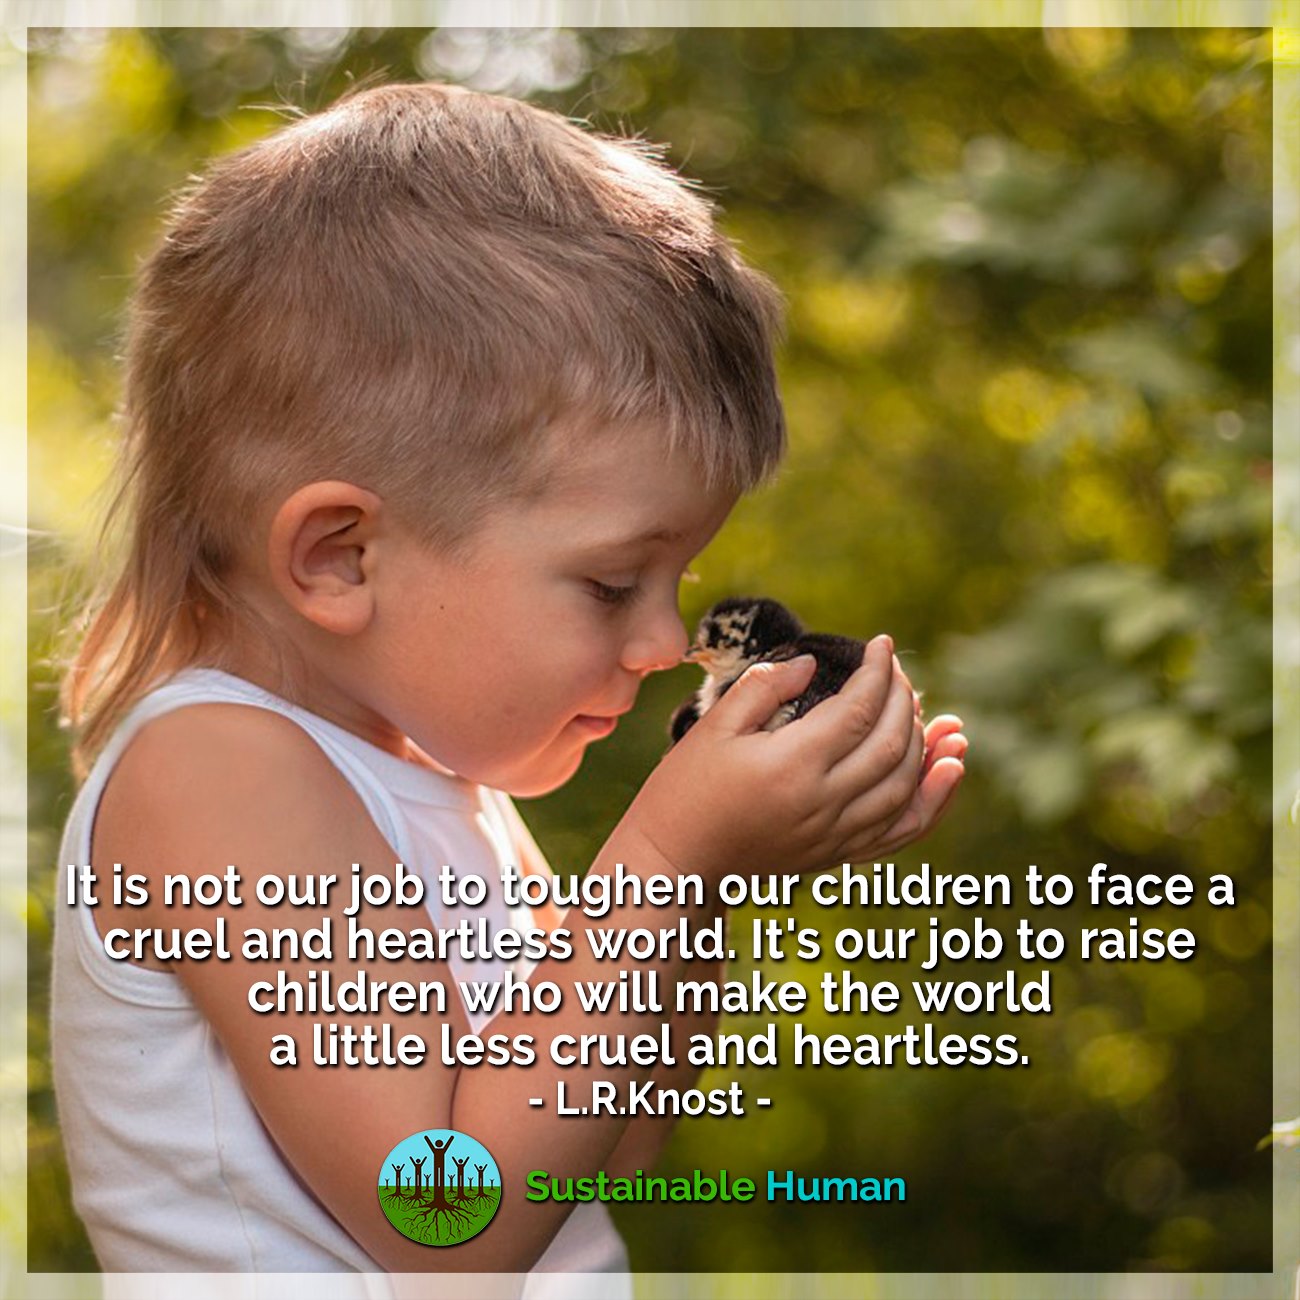 It is not our job to toughen our children to face a
cruel and heartless world. It's our job to raise
children who will make the world
a little less cruel and heartless.
- L.R.Knost -
Sustainable Human